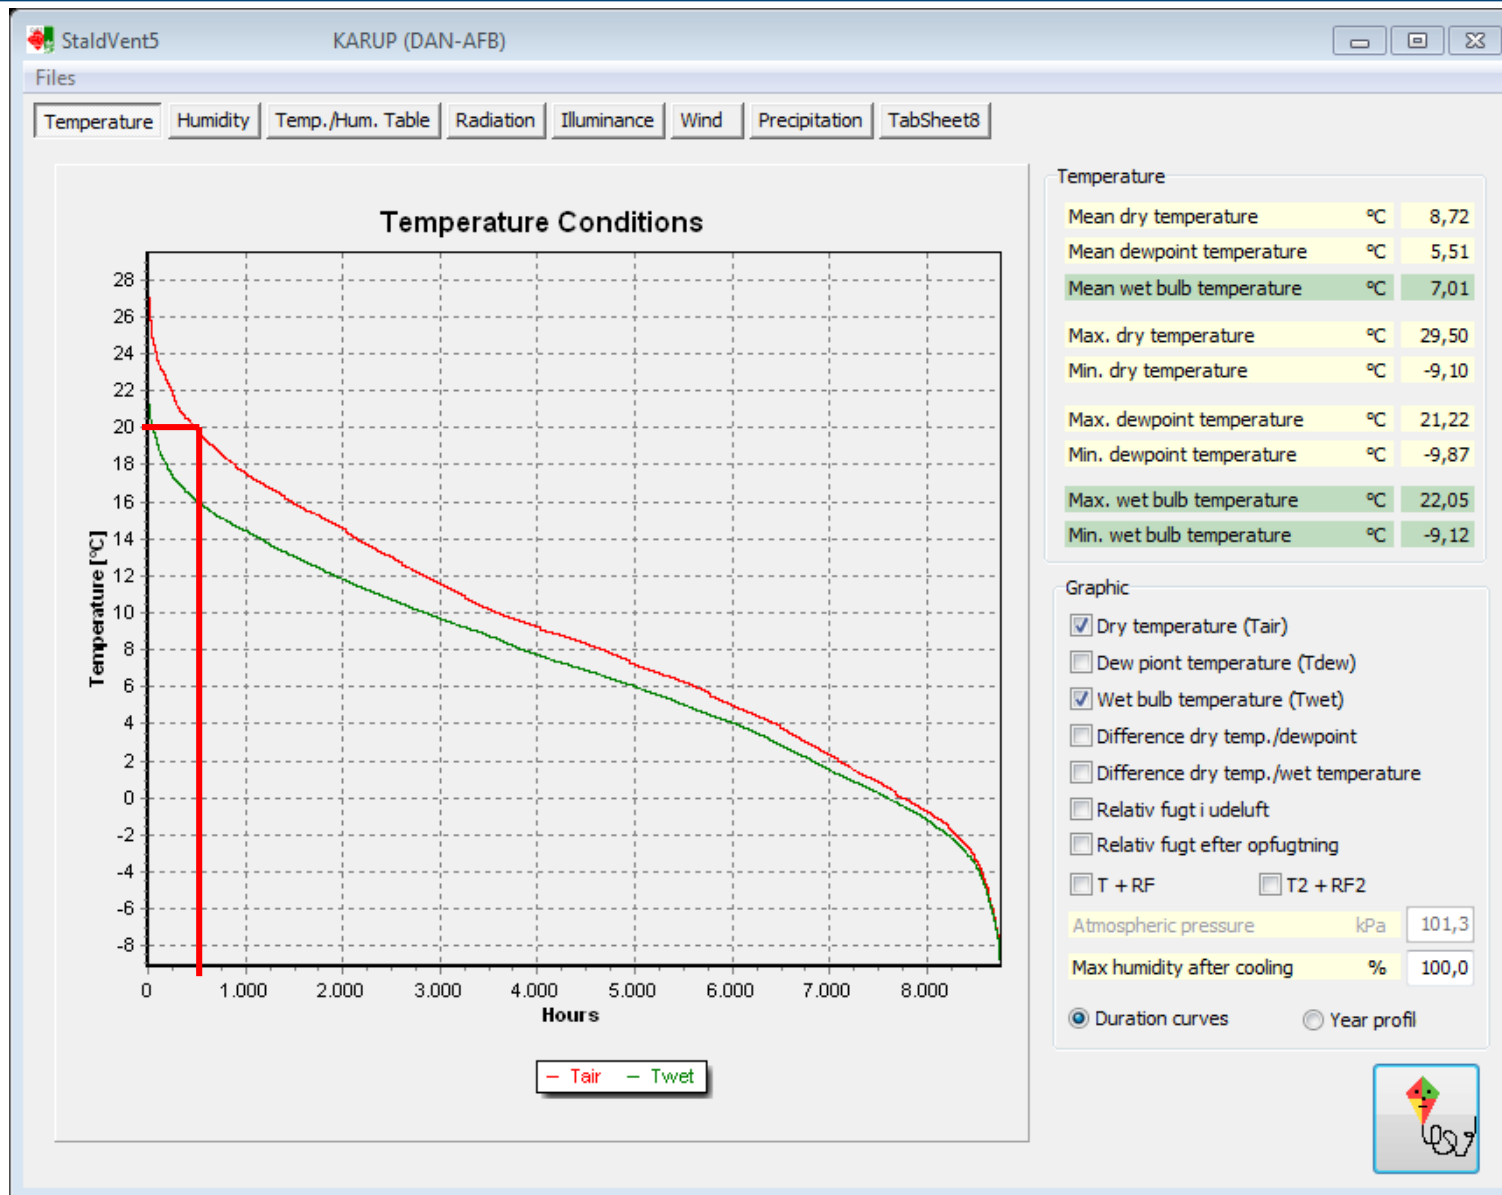 StaldVent5 KARUP (DAN-AFB)
Files
Temperature Humidity Temp./Hum. Table Radiation Illuminance Wind Precipitation TabSheet8
Temperature Conditions
28
26
24
22
20
18
16
14
12
10
8
6
4
2
0
-2
-4
-6
-8
Temperature [°C]
0 1.000 2.000 3.000 4.000 5.000 6.000 7.000 8.000
Hours
Tair Twet
Temperature
Mean dry temperature °C 8,72
Mean dewpoint temperature °C 5,51
Mean wet bulb temperature °C 7,01
Max. dry temperature °C 29,50
Min. dry temperature °C -9,10
Max. dewpoint temperature °C 21,22
Min. dewpoint temperature °C -9,87
Max. wet bulb temperature °C 22,05
Min. wet bulb temperature °C -9,12
Graphic
Dry temperature (Tair)
Dew piont temperature (Tdew)
Wet bulb temperature (Twet)
Difference dry temp./dewpoint
Difference dry temp./wet temperature
Relativ fugt i udeluft
Relativ fugt efter opfugtning
T + RF T2 + RF2
Atmospheric pressure kPa 101,3
Max humidity after cooling % 100,0
Duration curves Year profil